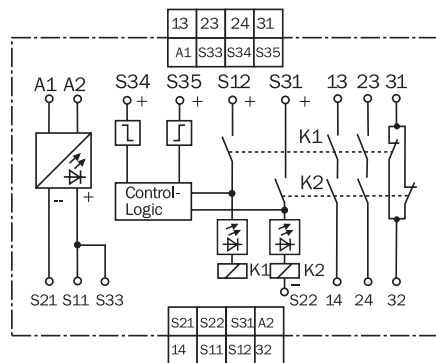 13 23 24 31
A1 S33 S34 S35
A1 A2 S34 S35 S12 S31 13 23 31
+ + + +
K1
K2
Control-
Logic
-- +
K1 K2
–
S21 S11 S33 S22 14 24 32
S21 S22 S31 A2
14 S11 S12 32